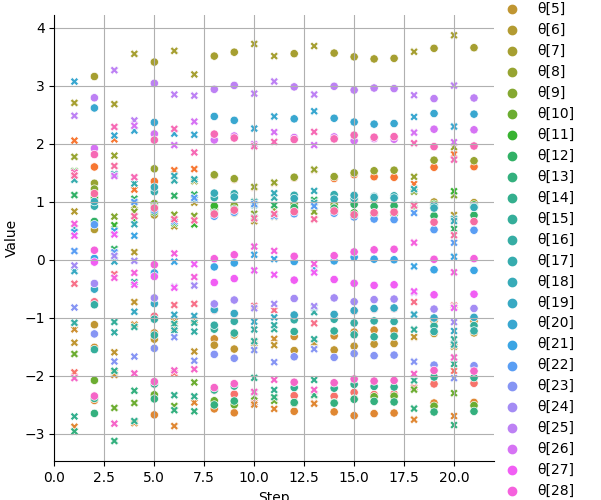 Value
4
3
2
1
0
−1
−2
−3
0.0
2.5
5.0
7.5
10.0
12.5
15.0
17.5
20.0
Step
θ[5]
θ[6]
θ[7]
θ[8]
θ[9]
θ[10]
θ[11]
θ[12]
θ[13]
θ[14]
θ[15]
θ[16]
θ[17]
θ[18]
θ[19]
θ[20]
θ[21]
θ[22]
θ[23]
θ[24]
θ[25]
θ[26]
θ[27]
θ[28]